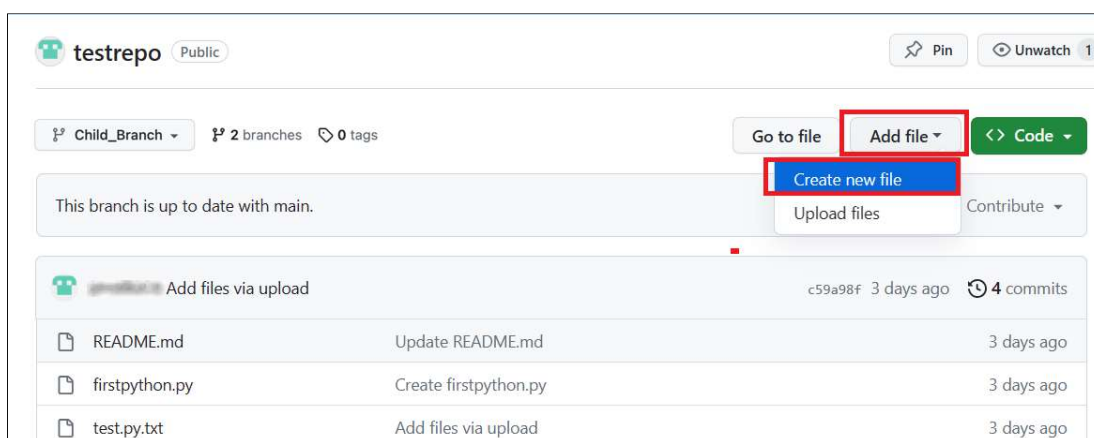 testrepo Public Pin Unwatch 1
Child_Branch 2 branches 0 tags Go to file Add file <> Code
Create new file
This branch is up to date with main. Contribute
Upload files
Add files via upload c59a98f 3 days ago 4 commits
README.md Update README.md 3 days ago
firstpython.py Create firstpython.py 3 days ago
test.py.txt Add files via upload 3 days ago